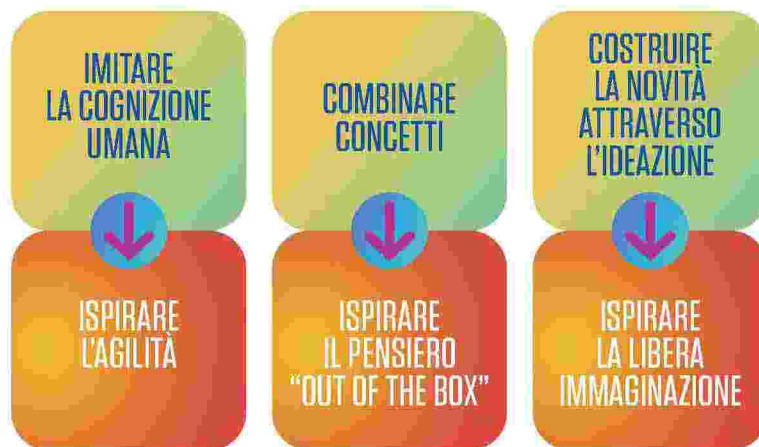 IMITARE
LA COGNIZIONE
UMANA
COMBINARE
CONCETTI
COSTRUIRE
LA NOVITÀ
ATTRAVERSO
L'IDEAZIONE
ISPIRARE
L'AGILITÀ
ISPIRARE
IL PENSIERO
“OUT OF THE BOX”
ISPIRARE
LA LIBERA
IMMAGINAZIONE